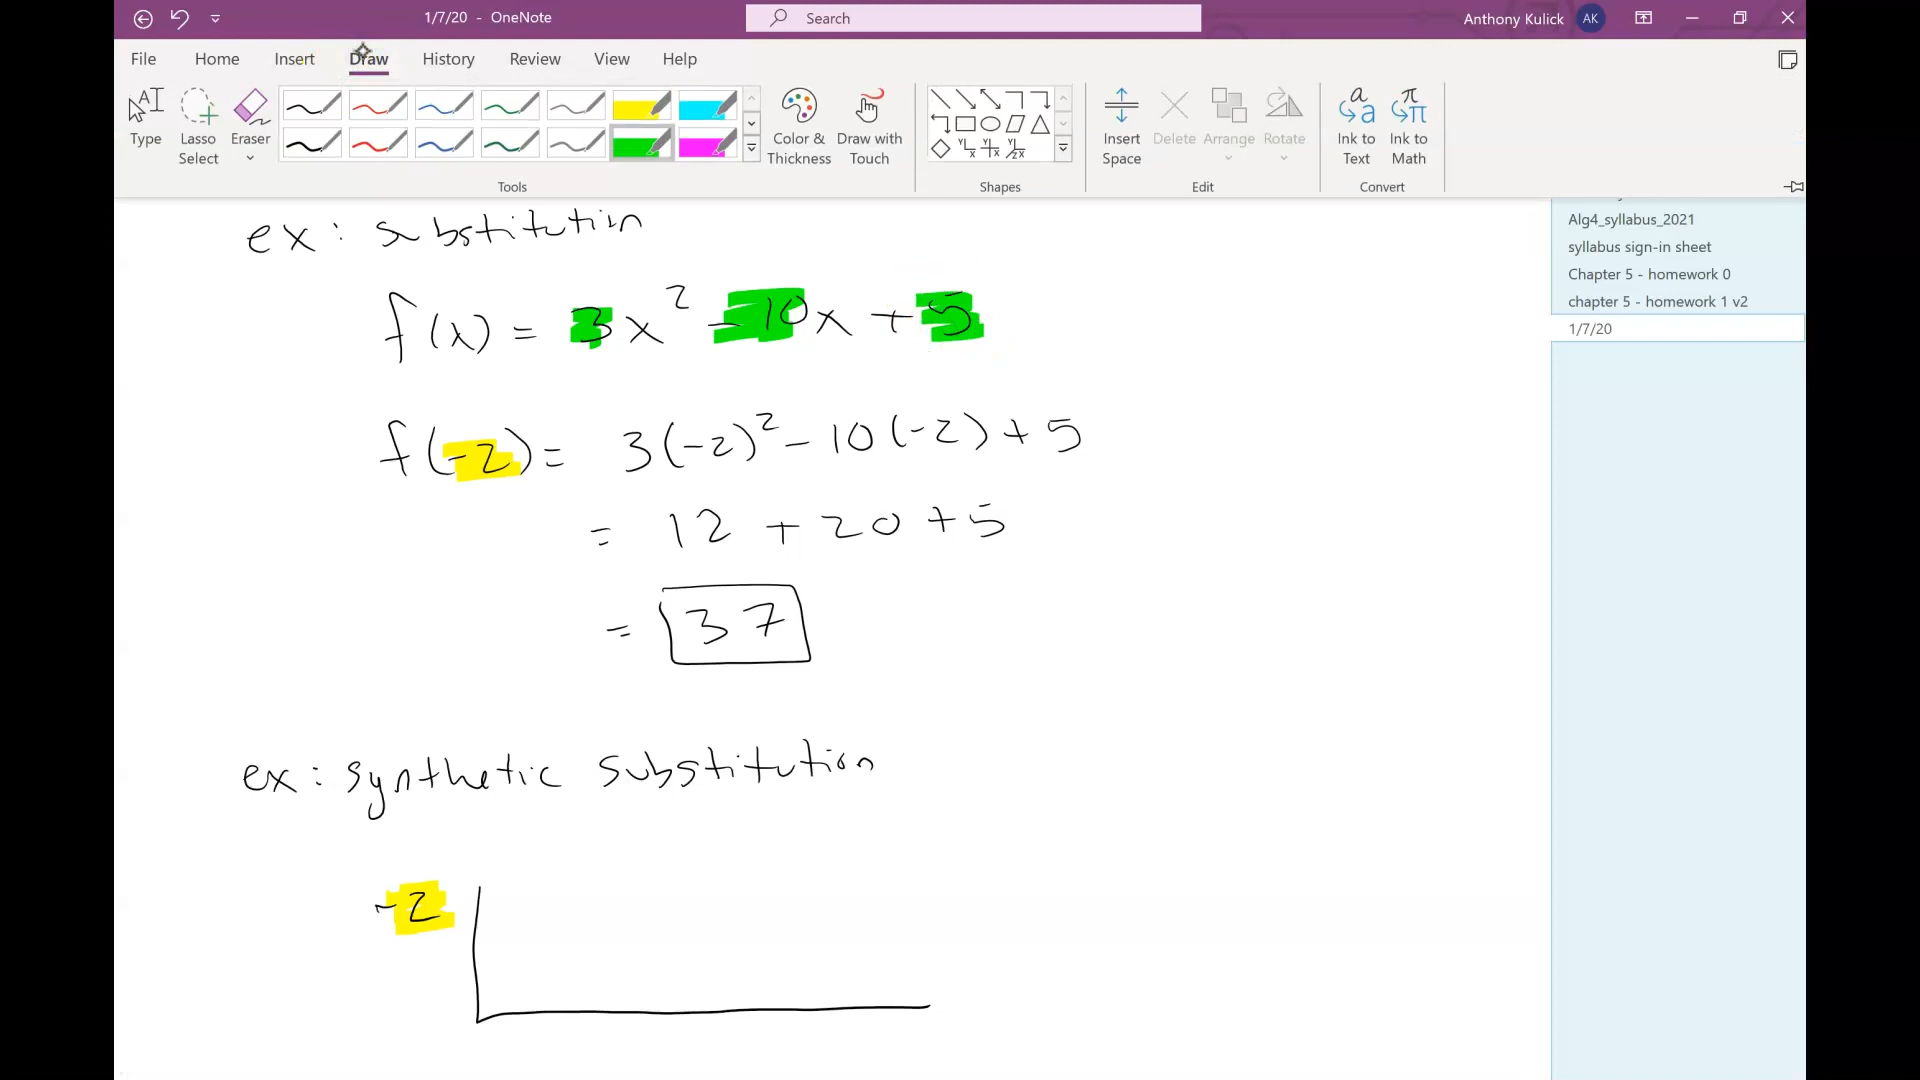 1/7/20 - OneNote
Search
Anthony Kulick AK
File Home Insert Draw History Review View Help
Type
Lasso Select
Eraser
Color & Thickness
Draw with Touch
Insert Space
Delete
Arrange
Rotate
Ink to Text
Ink to Math
Tools
Shapes
Edit
Convert
Alg4_syllabus_2021
syllabus sign-in sheet
Chapter 5 - homework 0
chapter 5 - homework 1 v2
1/7/20
ex: substitution
f(x) = 3x² - 10x + 5
f(-2) = 3(-2)² - 10(-2) + 5
= 12 + 20 + 5
= 37
ex: synthetic substitution
-2